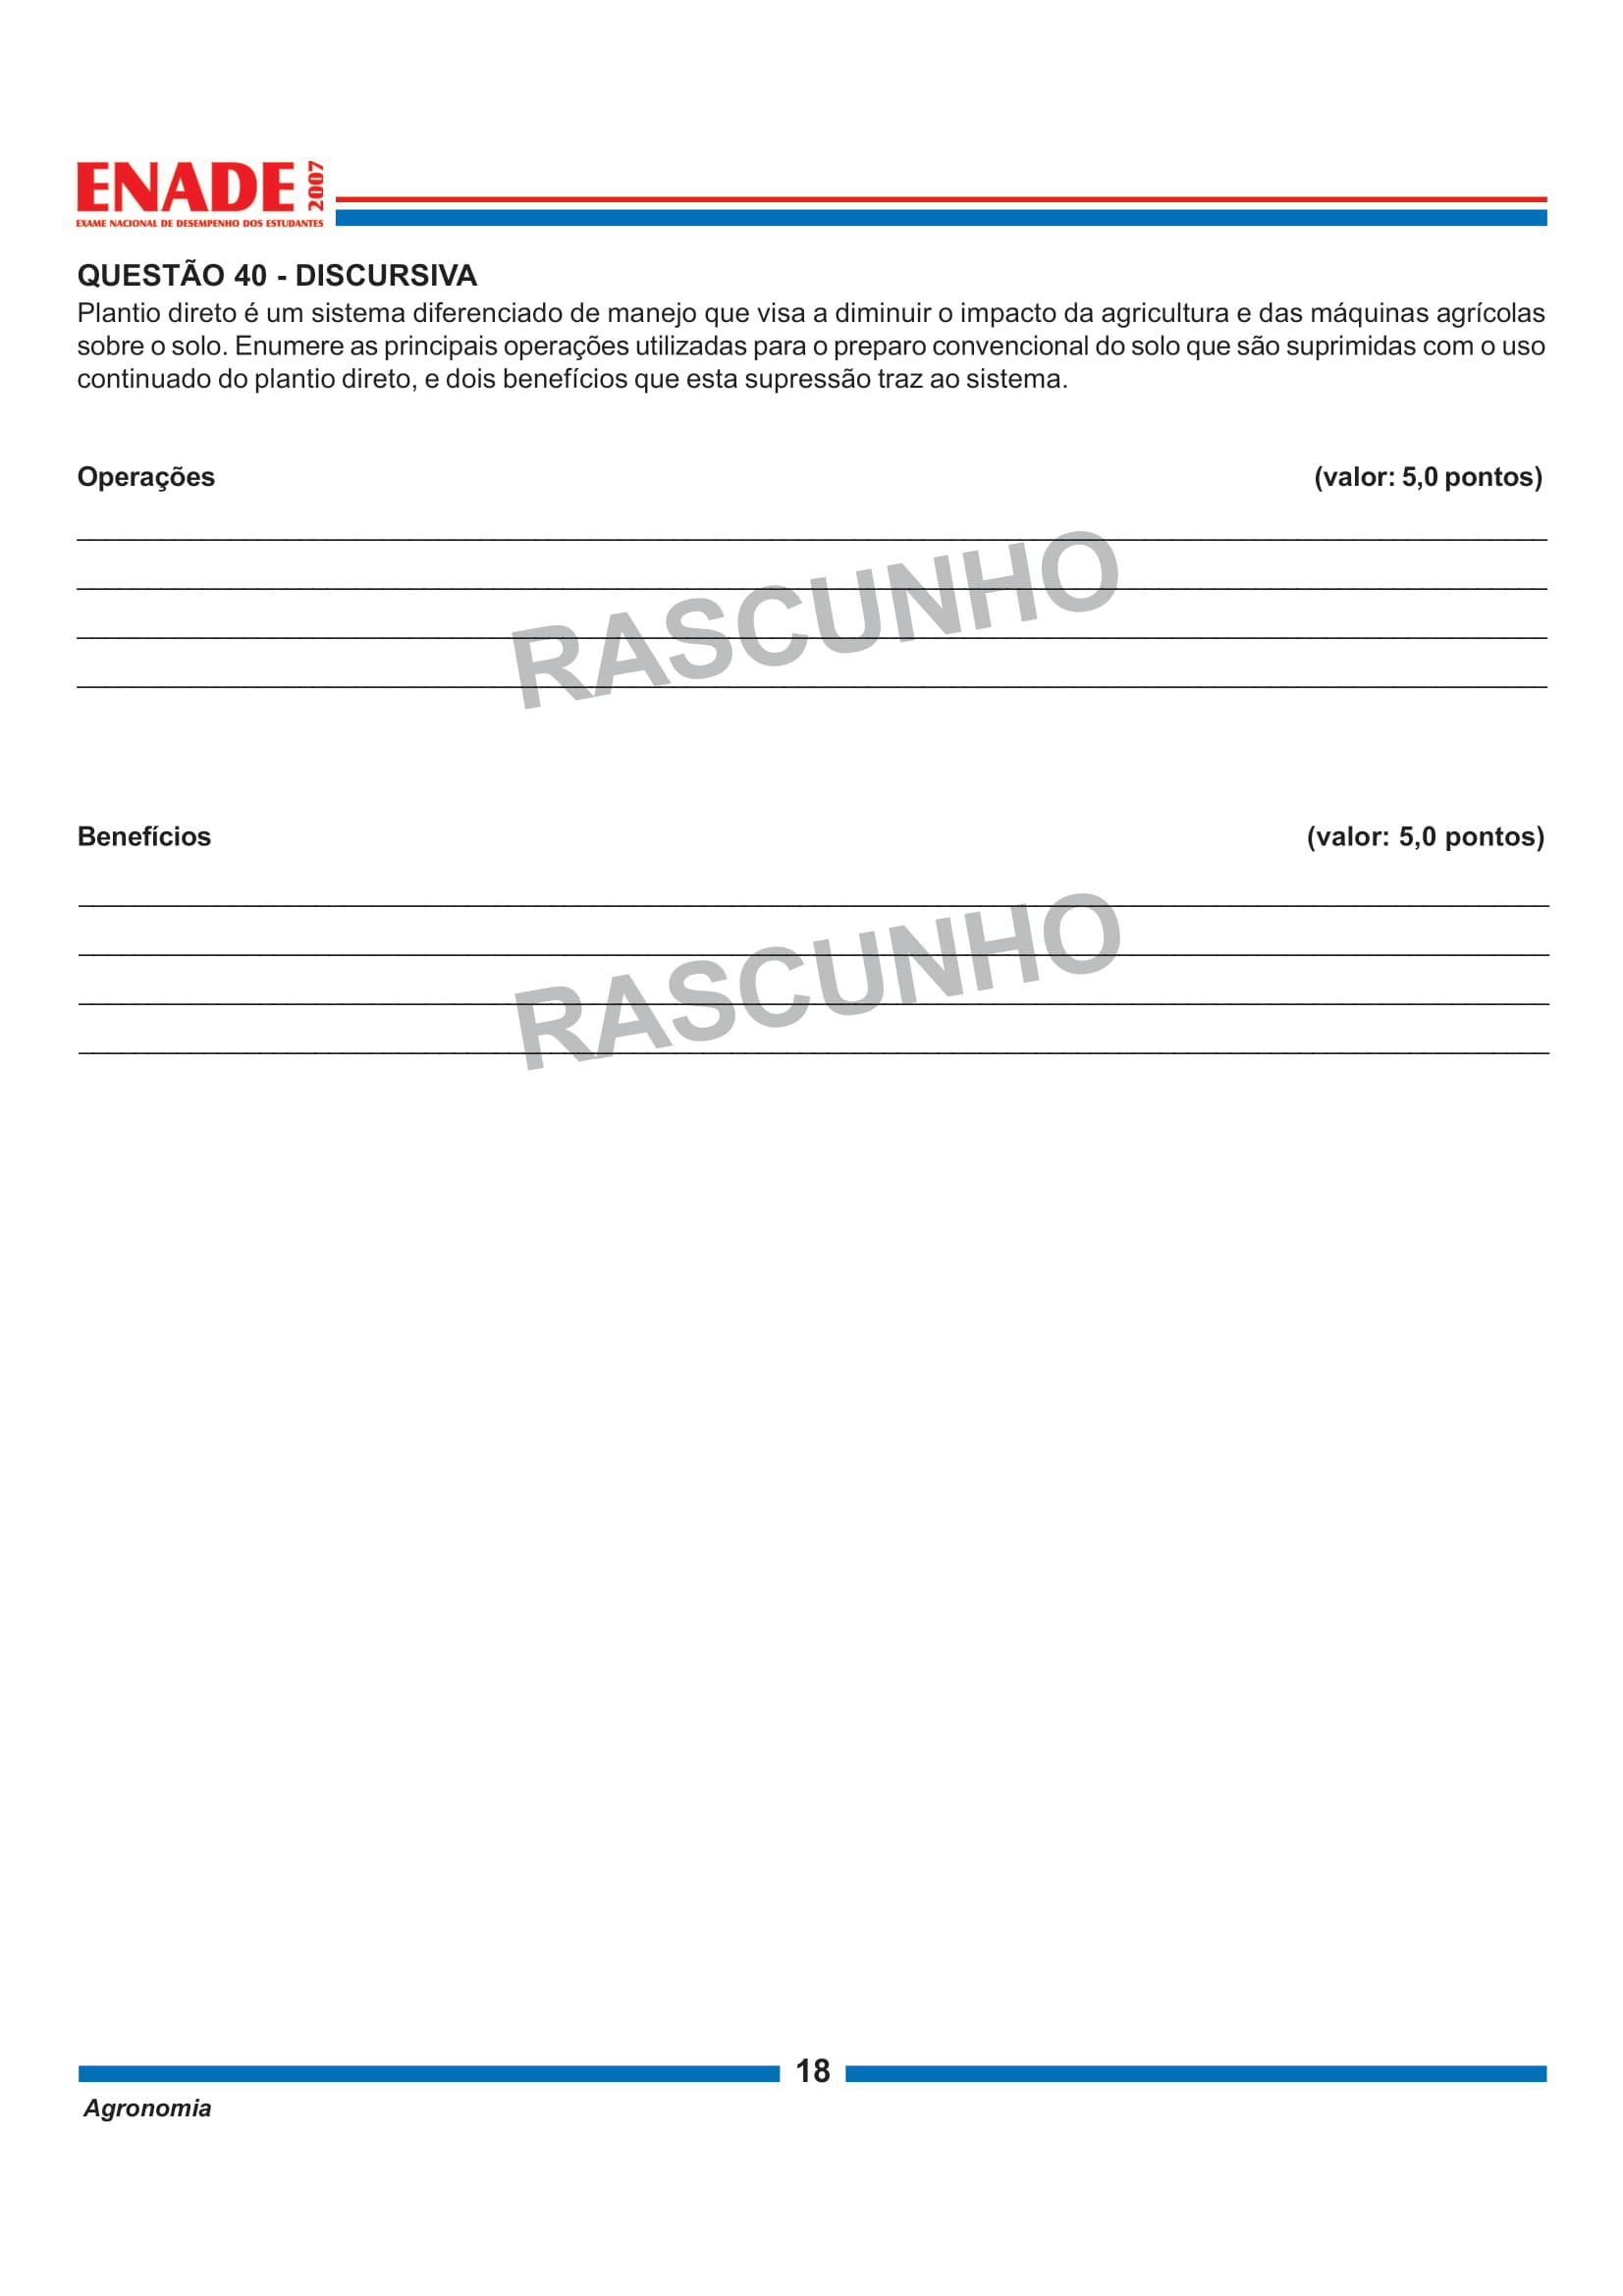 ENADE 2007
EXAME NACIONAL DE DESEMPENHO DOS ESTUDANTES
QUESTÃO 40 - DISCURSIVA
Plantio direto é um sistema diferenciado de manejo que visa a diminuir o impacto da agricultura e das máquinas agrícolas
sobre o solo. Enumere as principais operações utilizadas para o preparo convencional do solo que são suprimidas com o uso
continuado do plantio direto, e dois benefícios que esta supressão traz ao sistema.
Operações (valor: 5,0 pontos)
RASCUNHO
Benefícios (valor: 5,0 pontos)
RASCUNHO
18
Agronomia